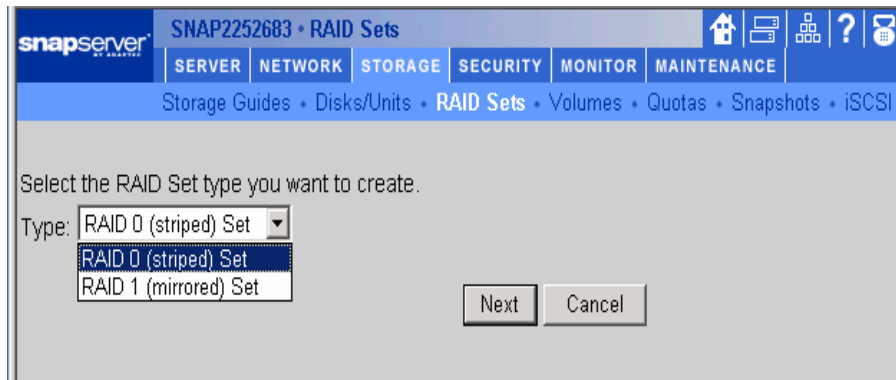 snapserver
BY ADAPTEC
SNAP2252683 • RAID Sets
?
SERVER NETWORK STORAGE SECURITY MONITOR MAINTENANCE
Storage Guides • Disks/Units • RAID Sets • Volumes • Quotas • Snapshots • iSCSI
Select the RAID Set type you want to create.
Type: RAID 0 (striped) Set
RAID 0 (striped) Set
RAID 1 (mirrored) Set
Next Cancel